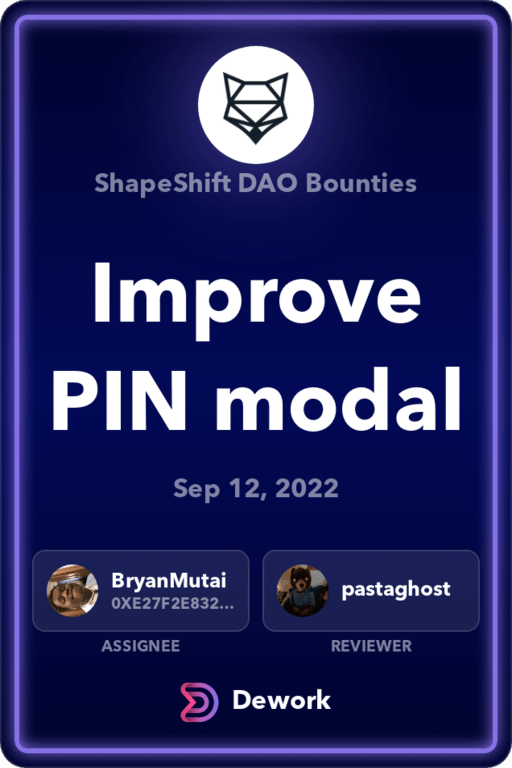 ShapeShift DAO Bounties
Improve
PIN modal
Sep 12, 2022
BryanMutai
0XE27F2E832...
ASSIGNEE
pastaghost
REVIEWER
Dework